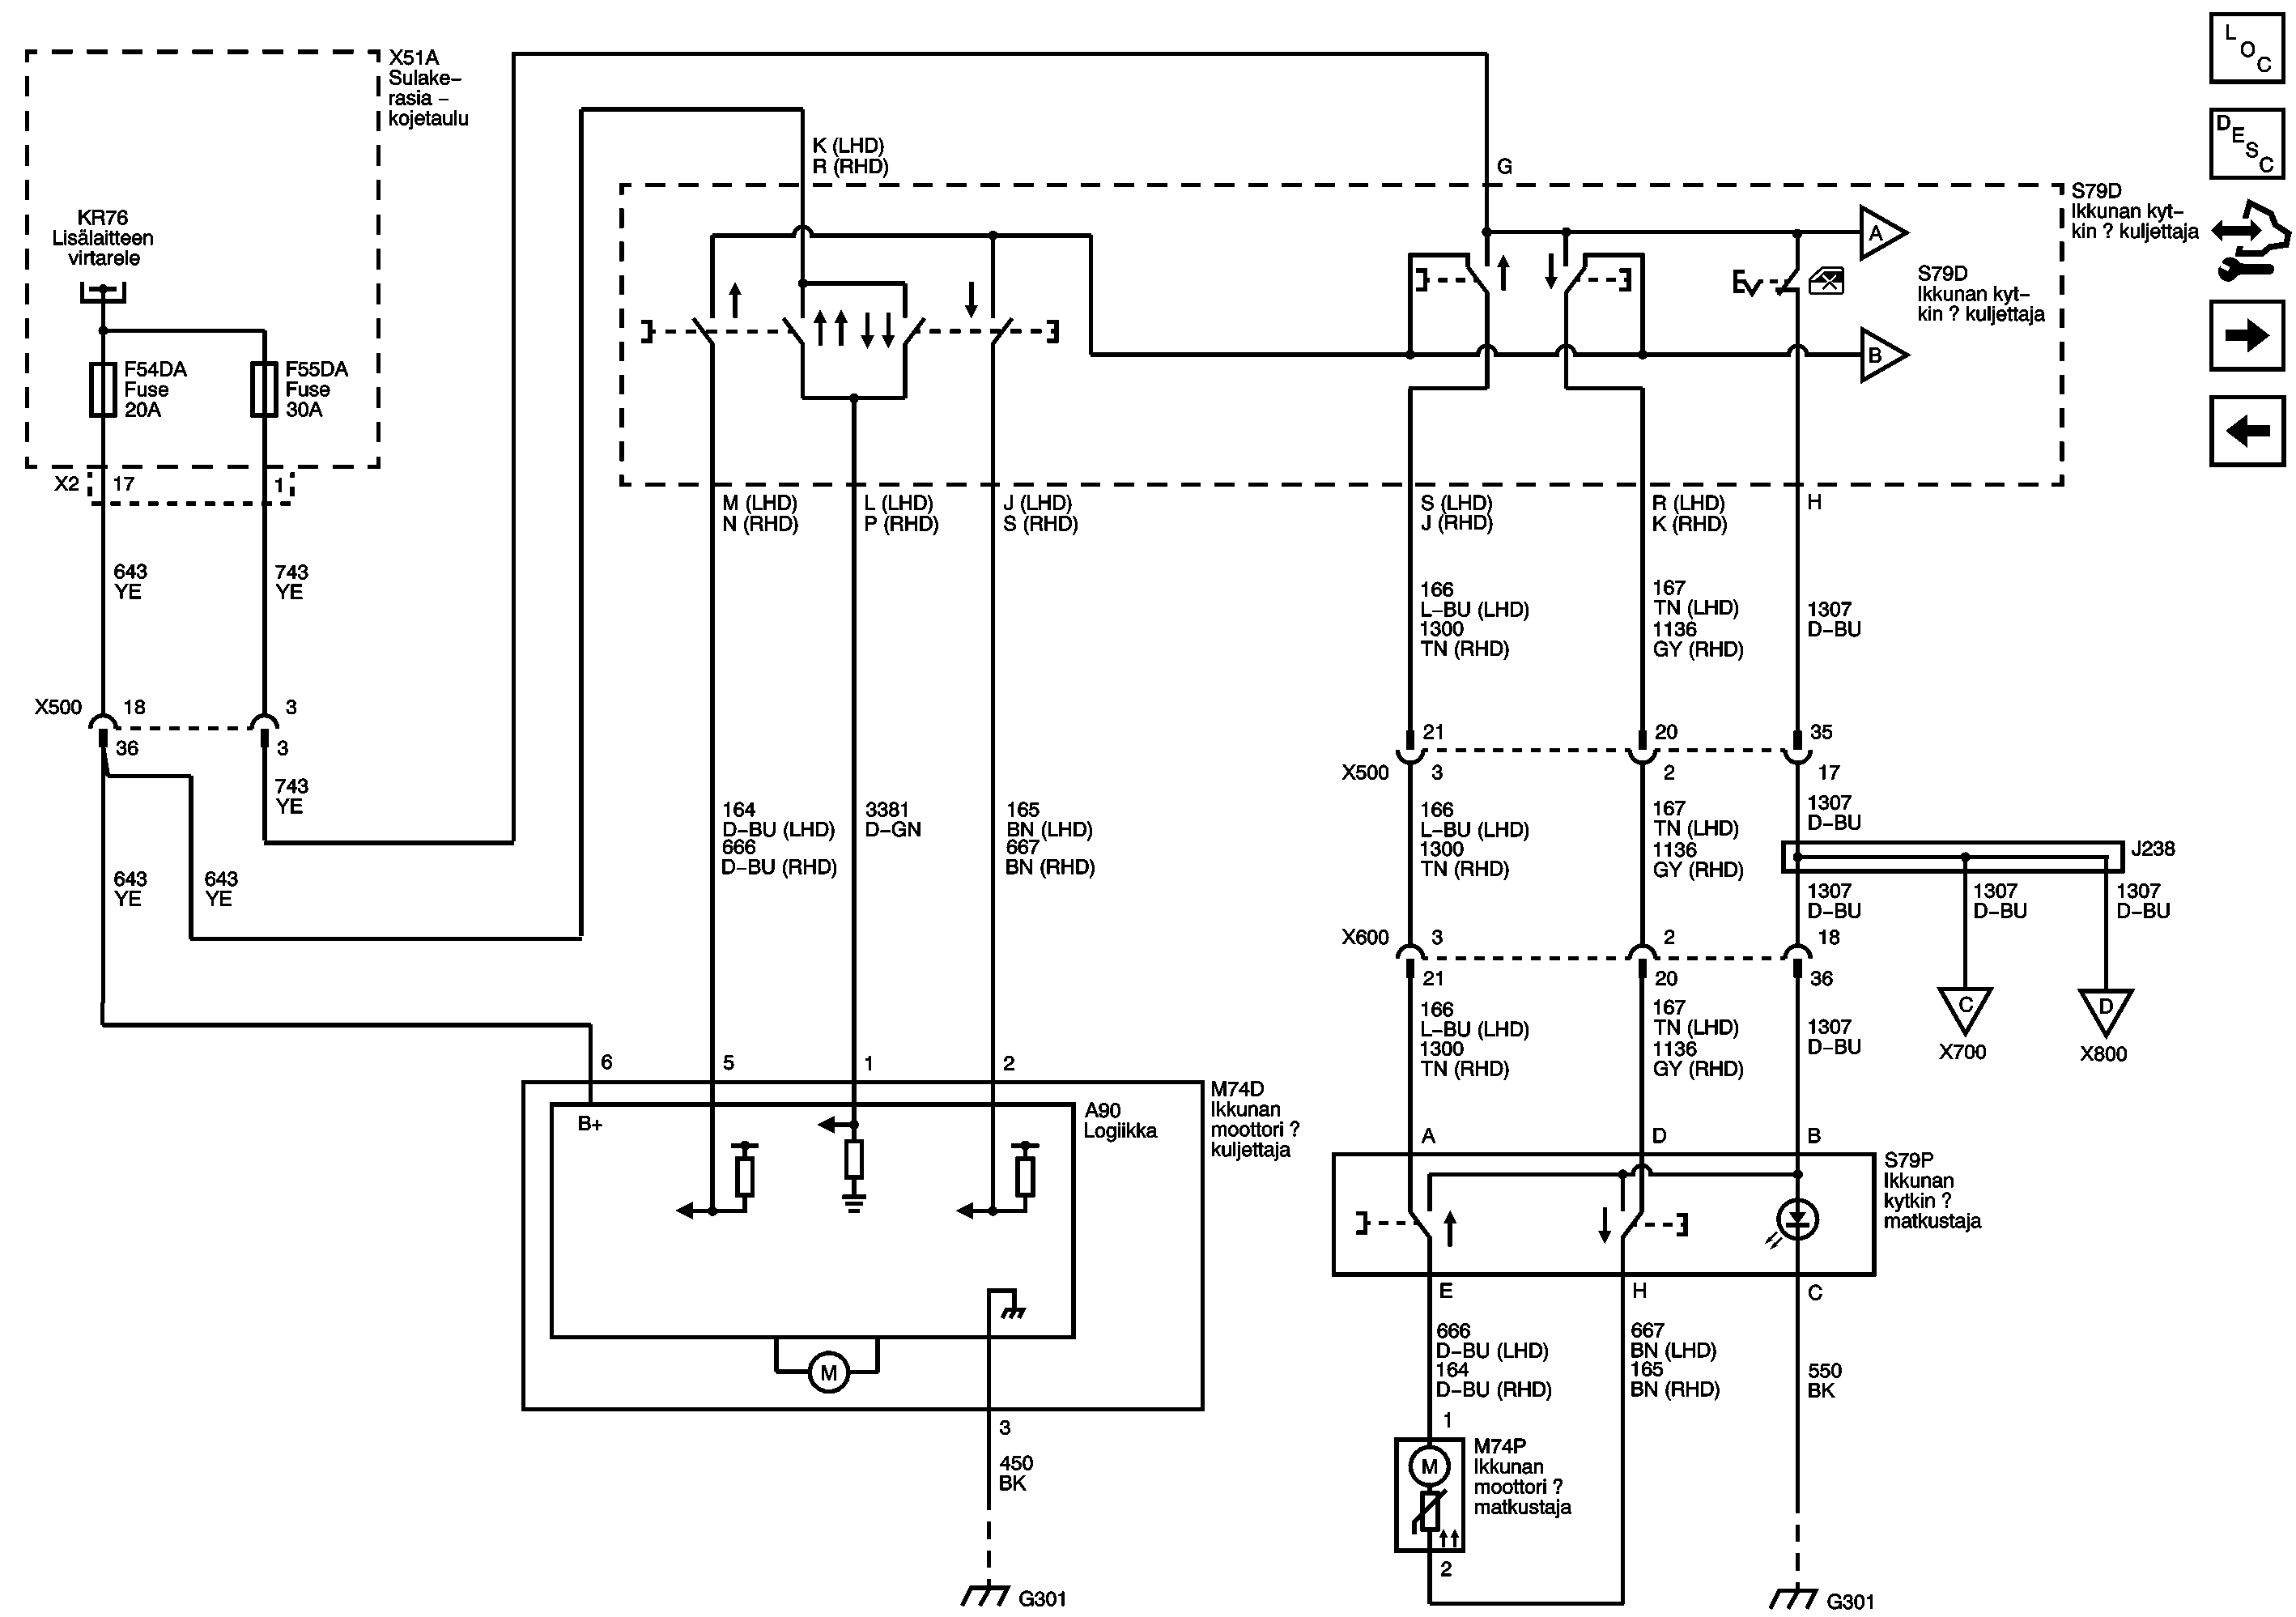 X51A
Sulake–
rasia –
kojetaulu
KR76
Lisälaitteen
virtarele
F54DA
Fuse
20A
F55DA
Fuse
30A
X2
17
1
643
YE
743
YE
X500
18
3
36
3
743
YE
643
YE
643
YE
K (LHD)
R (RHD)
G
S79D
Ikkunan kyt–
kin ? kuljettaja
A
S79D
Ikkunan kyt–
kin ? kuljettaja
B
M (LHD)
N (RHD)
L (LHD)
P (RHD)
J (LHD)
S (RHD)
S (LHD)
J (RHD)
R (LHD)
K (RHD)
H
166
L–BU (LHD)
1300
TN (RHD)
167
TN (LHD)
1136
GY (RHD)
1307
D–BU
21
20
35
X500
3
2
17
164
D–BU (LHD)
666
D–BU (RHD)
3381
D–GN
165
BN (LHD)
667
BN (RHD)
166
L–BU (LHD)
1300
TN (RHD)
167
TN (LHD)
1136
GY (RHD)
1307
D–BU
J238
1307
D–BU
1307
D–BU
1307
D–BU
X600
3
2
18
21
20
36
C
X700
D
X800
166
L–BU (LHD)
1300
TN (RHD)
167
TN (LHD)
1136
GY (RHD)
1307
D–BU
6
5
1
2
M74D
Ikkunan
moottori ?
kuljettaja
A90
Logiikka
B+
M
3
450
BK
G301
A
D
B
S79P
Ikkunan
kytkin ?
matkustaja
E
H
C
666
D–BU (LHD)
164
D–BU (RHD)
667
BN (LHD)
165
BN (RHD)
550
BK
1
M
M74P
Ikkunan
moottori ?
matkustaja
2
G301
LOC
DESC